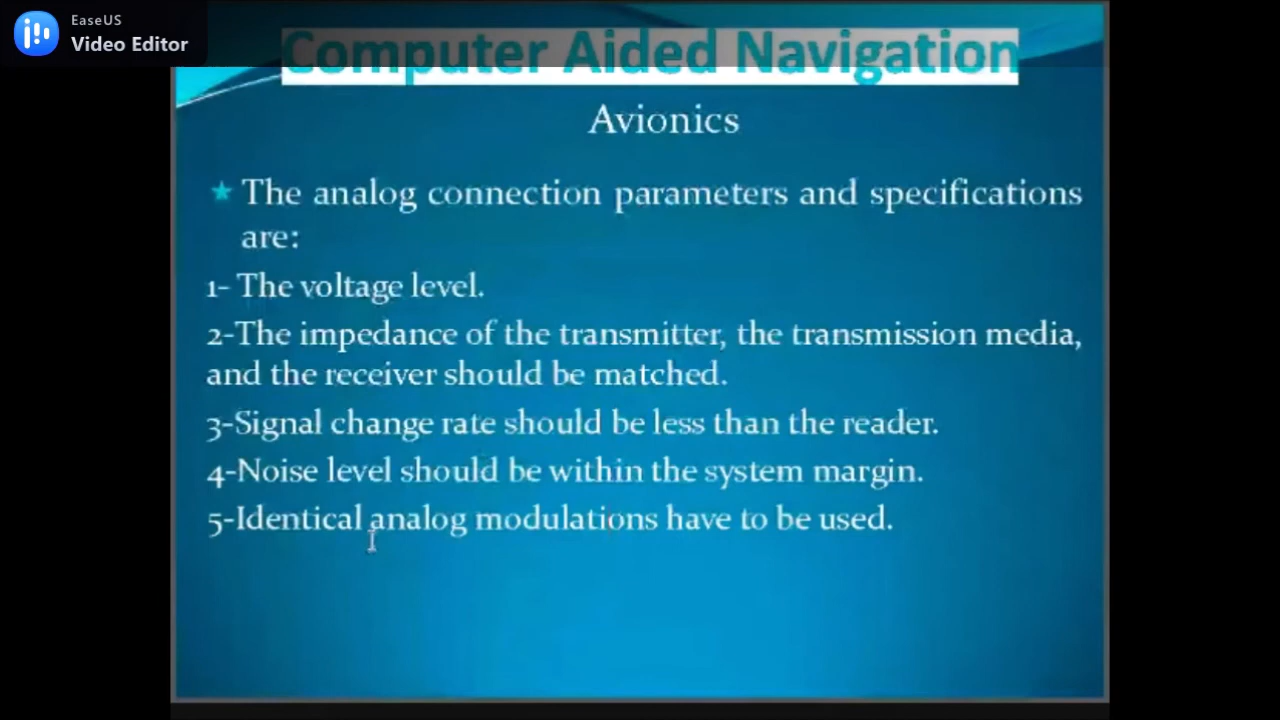 EaseUS
Video Editor
Computer Aided Navigation
Avionics
★ The analog connection parameters and specifications
are:
1- The voltage level.
2-The impedance of the transmitter, the transmission media,
and the receiver should be matched.
3-Signal change rate should be less than the reader.
4-Noise level should be within the system margin.
5-Identical analog modulations have to be used.